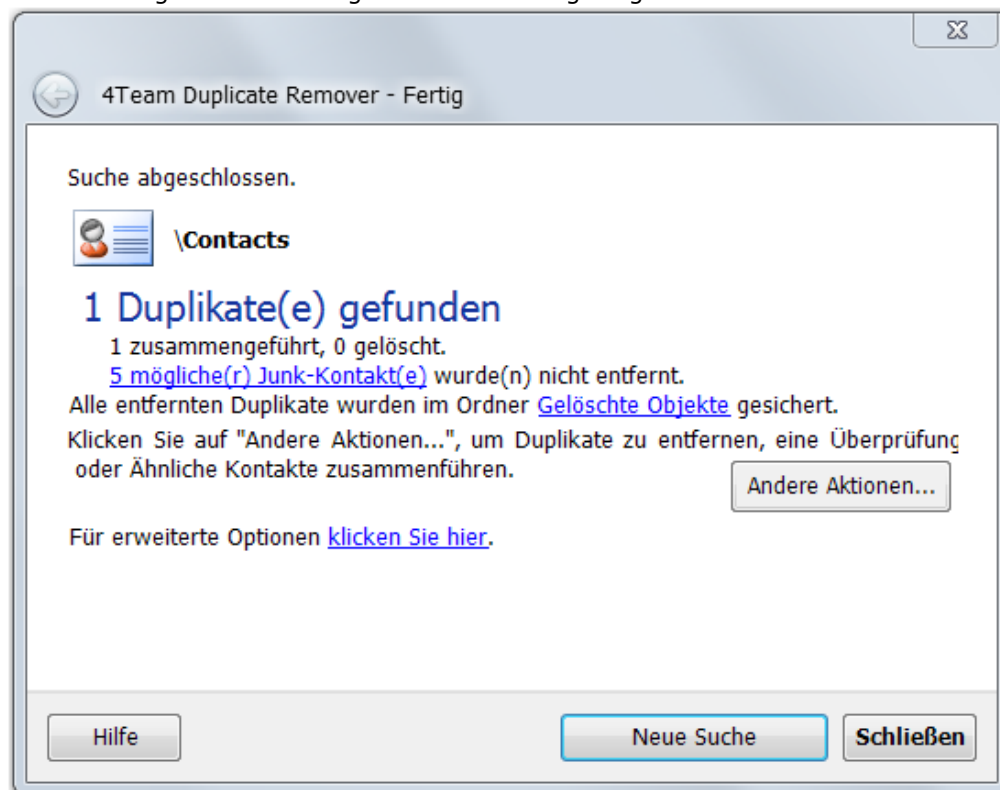 4Team Duplicate Remover - Fertig
Suche abgeschlossen.
\Contacts
1 Duplikate(e) gefunden
1 zusammengeführt, 0 gelöscht.
5 mögliche(r) Junk-Kontakt(e) wurde(n) nicht entfernt.
Alle entfernten Duplikate wurden im Ordner Gelöschte Objekte gesichert.
Klicken Sie auf "Andere Aktionen...", um Duplikate zu entfernen, eine Überprüfung
oder Ähnliche Kontakte zusammenführen.
Andere Aktionen...
Für erweiterte Optionen klicken Sie hier.
Hilfe
Neue Suche
Schließen